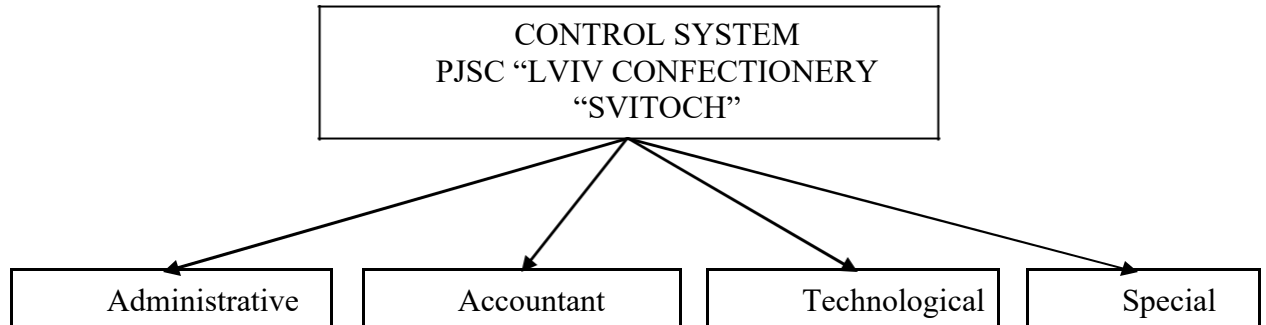 CONTROL SYSTEM
PJSC “LVIV CONFECTIONERY
“SVITOCH”
Administrative
Accountant
Technological
Special